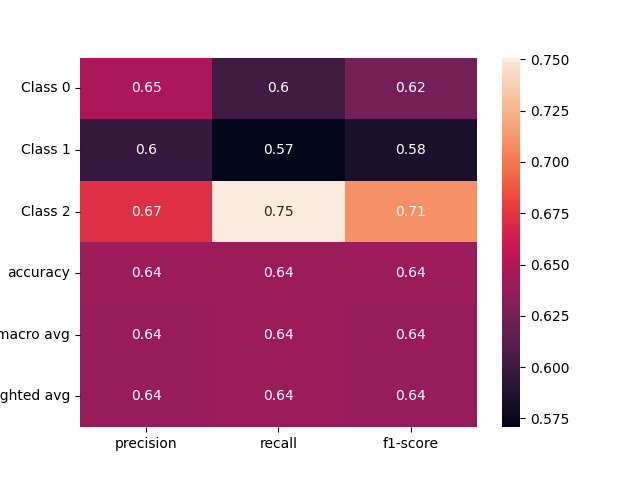 Class 0 0.65 0.6 0.62
Class 1 0.6 0.57 0.58
Class 2 0.67 0.75 0.71
accuracy 0.64 0.64 0.64
macro avg 0.64 0.64 0.64
ghted avg 0.64 0.64 0.64
precision recall f1-score
0.750
0.725
0.700
0.675
0.650
0.625
0.600
0.575